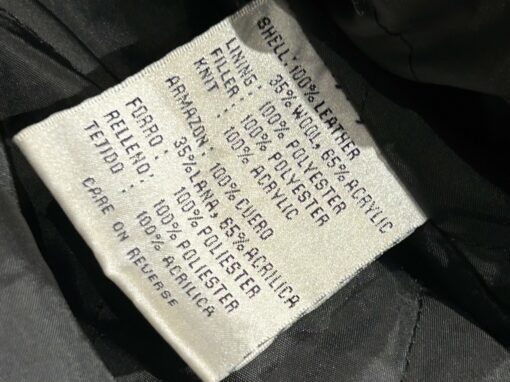 SHELL: 100% LEATHER
35% WOOL, 65% ACRYLIC
LINING: 100% POLYESTER
FILLER: 100% POLYESTER
KNIT: 100% ACRYLIC
ARMAZON: 100% CUERO
35% LANA, 65% ACRILICA
FORRO: 100% POLIESTER
RELLENO: 100% POLIESTER
TEJIDO: 100% ACRILICA
CARE ON REVERSE